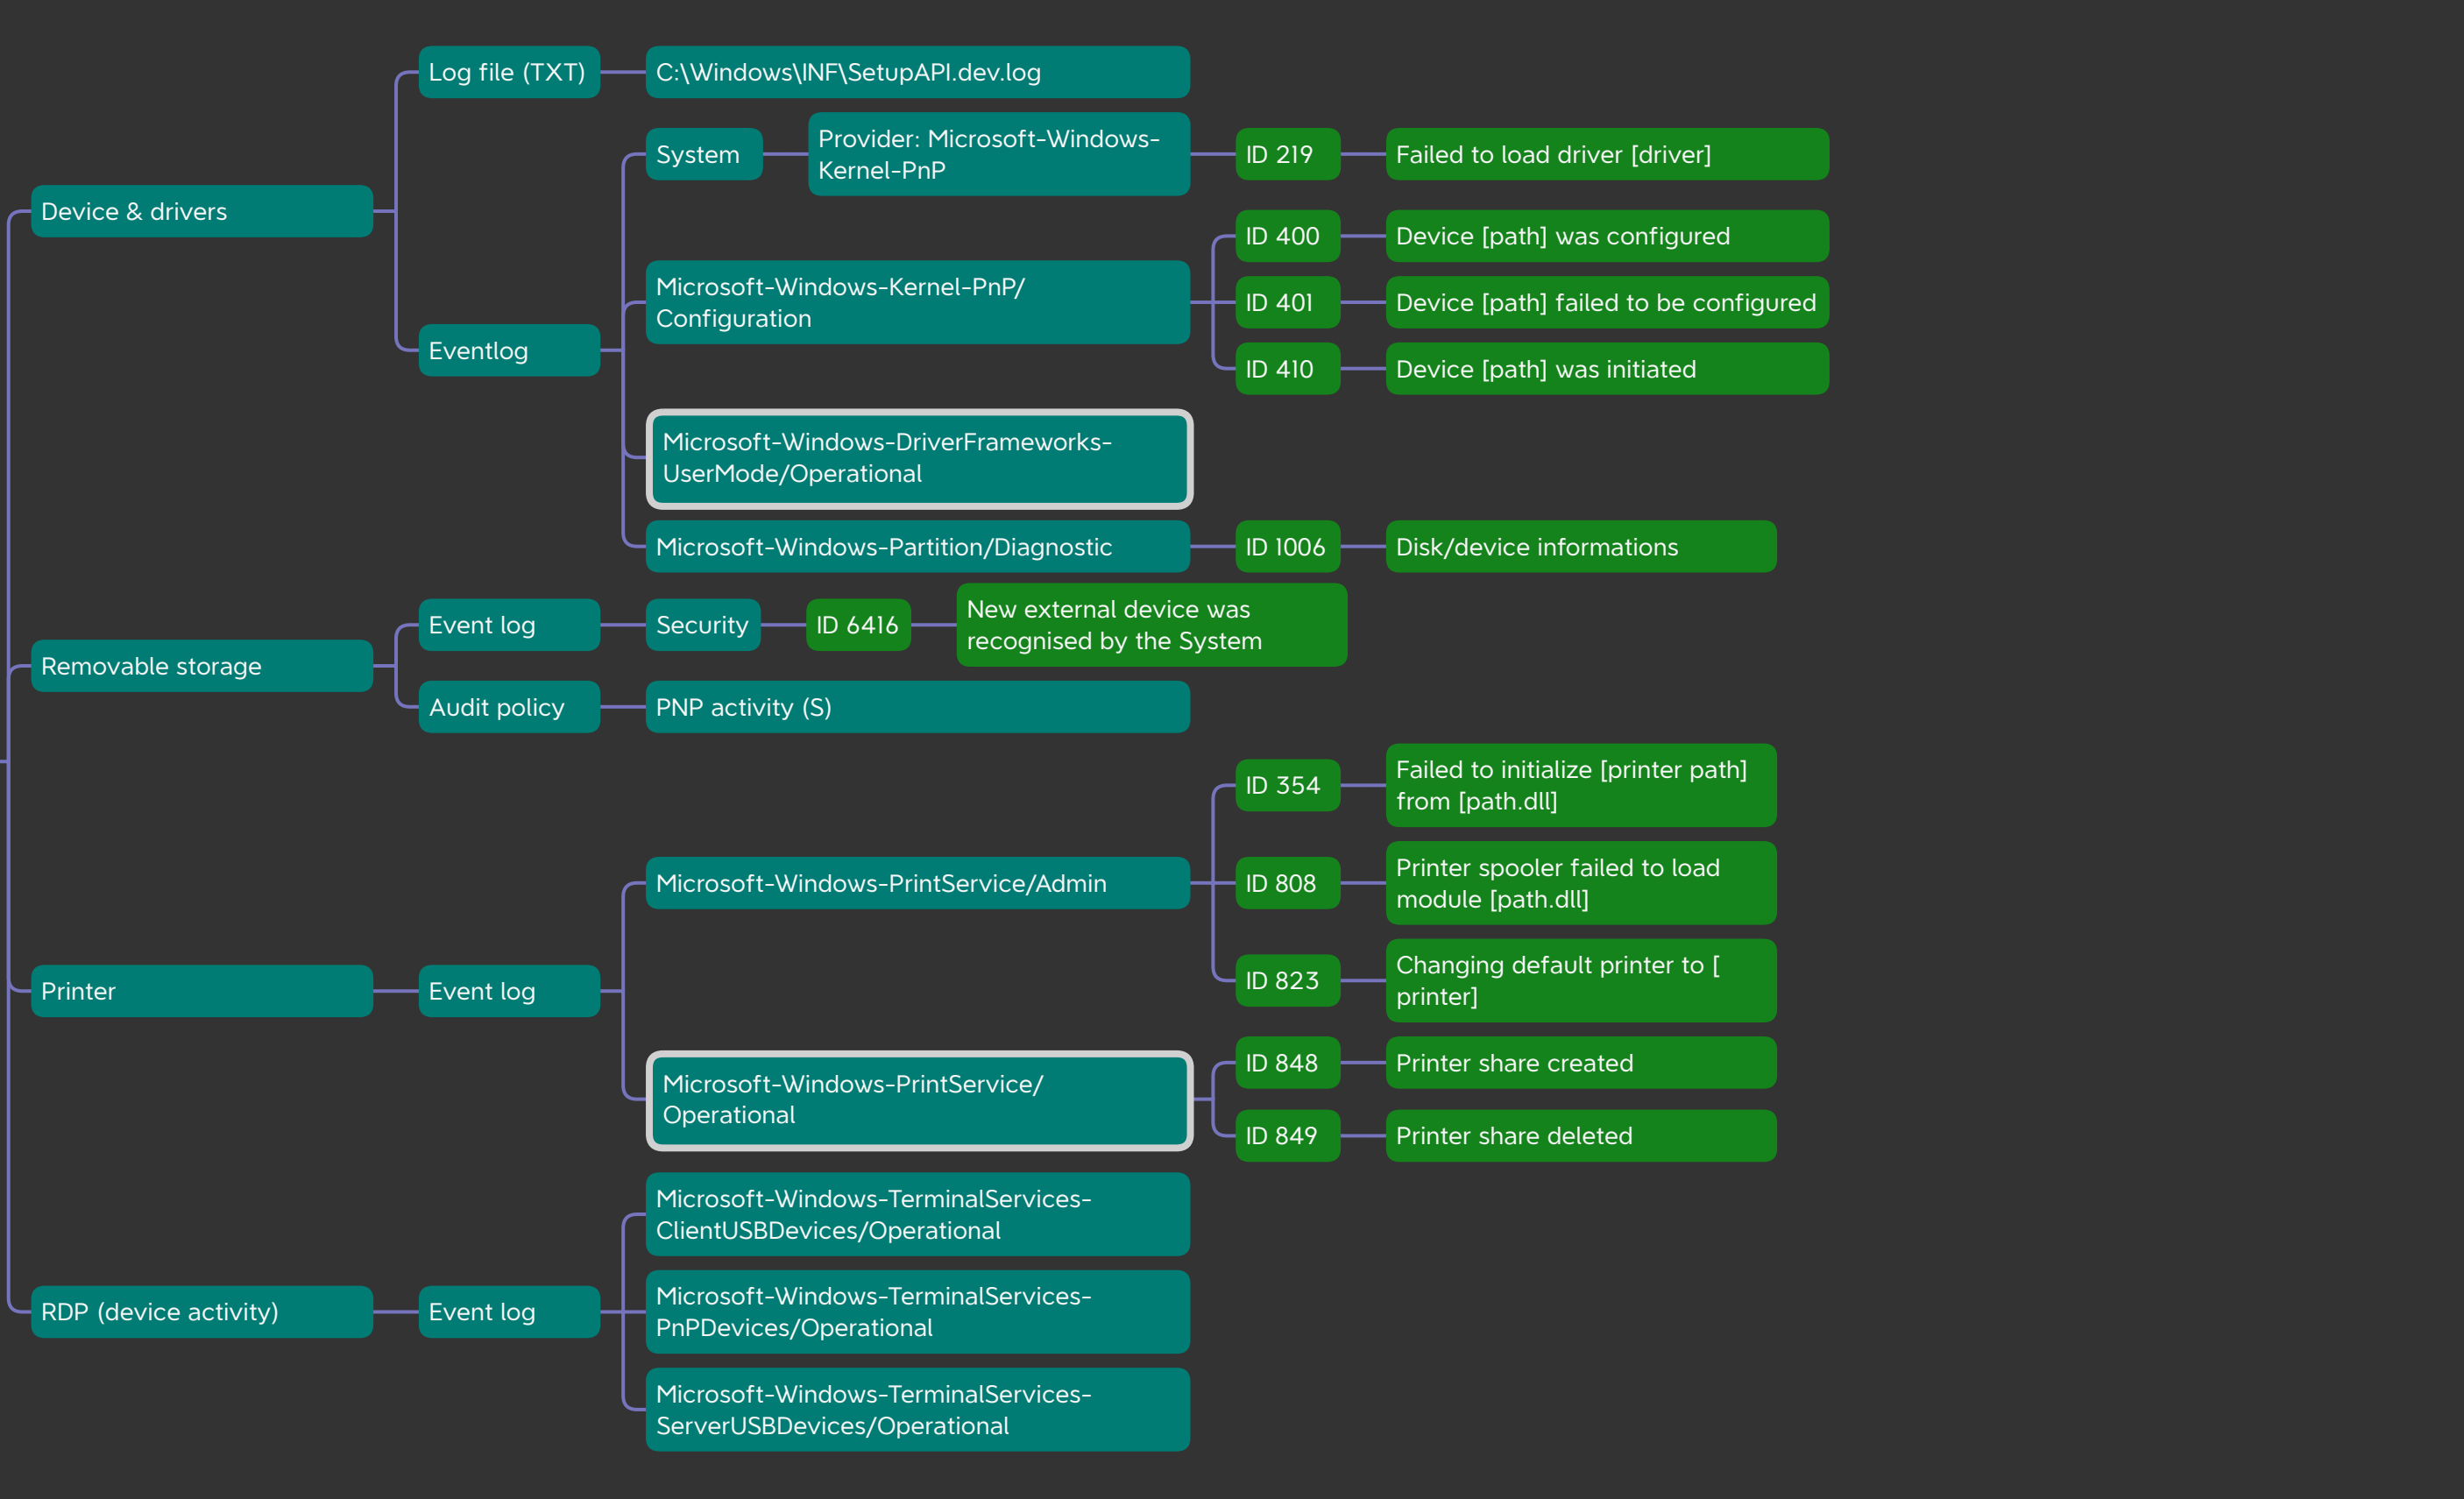 Log file (TXT)
C:\Windows\INF\SetupAPI.dev.log
System
Provider: Microsoft-Windows-
Kernel-PnP
ID 219
Failed to load driver [driver]
Device & drivers
ID 400
Device [path] was configured
Microsoft-Windows-Kernel-PnP/
Configuration
ID 401
Device [path] failed to be configured
Eventlog
ID 410
Device [path] was initiated
Microsoft-Windows-DriverFrameworks-
UserMode/Operational
Microsoft-Windows-Partition/Diagnostic
ID 1006
Disk/device informations
Removable storage
Event log
Security
ID 6416
New external device was
recognised by the System
Audit policy
PNP activity (S)
Printer
Event log
Microsoft-Windows-PrintService/Admin
ID 354
Failed to initialize [printer path]
from [path.dll]
ID 808
Printer spooler failed to load
module [path.dll]
ID 823
Changing default printer to [
printer]
Microsoft-Windows-PrintService/
Operational
ID 848
Printer share created
ID 849
Printer share deleted
RDP (device activity)
Event log
Microsoft-Windows-TerminalServices-
ClientUSBDevices/Operational
Microsoft-Windows-TerminalServices-
PnPDevices/Operational
Microsoft-Windows-TerminalServices-
ServerUSBDevices/Operational